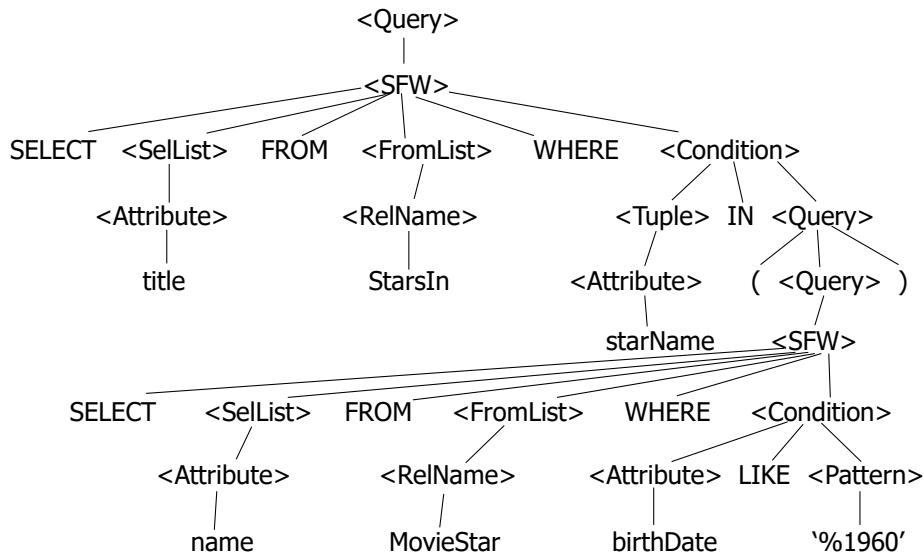 <Query>
<SFW>
SELECT <SelList> FROM <FromList> WHERE <Condition>
<Attribute> <RelName> <Tuple> IN <Query>
title StarsIn <Attribute> ( <Query> )
starName <SFW>
SELECT <SelList> FROM <FromList> WHERE <Condition>
<Attribute> <RelName> <Attribute> LIKE <Pattern>
name MovieStar birthDate ‘%1960’